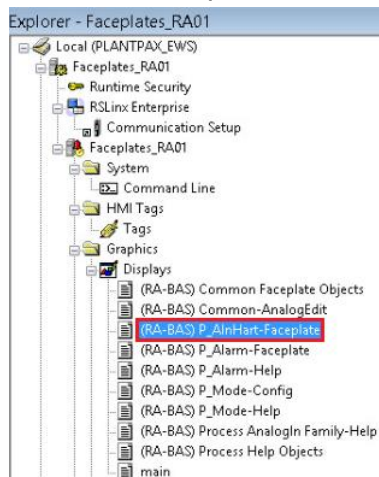 Explorer - Faceplates_RA01
Local (PLANTPAX_EWS)
Faceplates_RA01
Runtime Security
RSLinx Enterprise
Communication Setup
Faceplates_RA01
System
Command Line
HMI Tags
Tags
Graphics
Displays
(RA-BAS) Common Faceplate Objects
(RA-BAS) Common-AnalogEdit
(RA-BAS) P_AInHart-Faceplate
(RA-BAS) P_Alarm-Faceplate
(RA-BAS) P_Alarm-Help
(RA-BAS) P_Mode-Config
(RA-BAS) P_Mode-Help
(RA-BAS) Process AnalogIn Family-Help
(RA-BAS) Process Help Objects
main